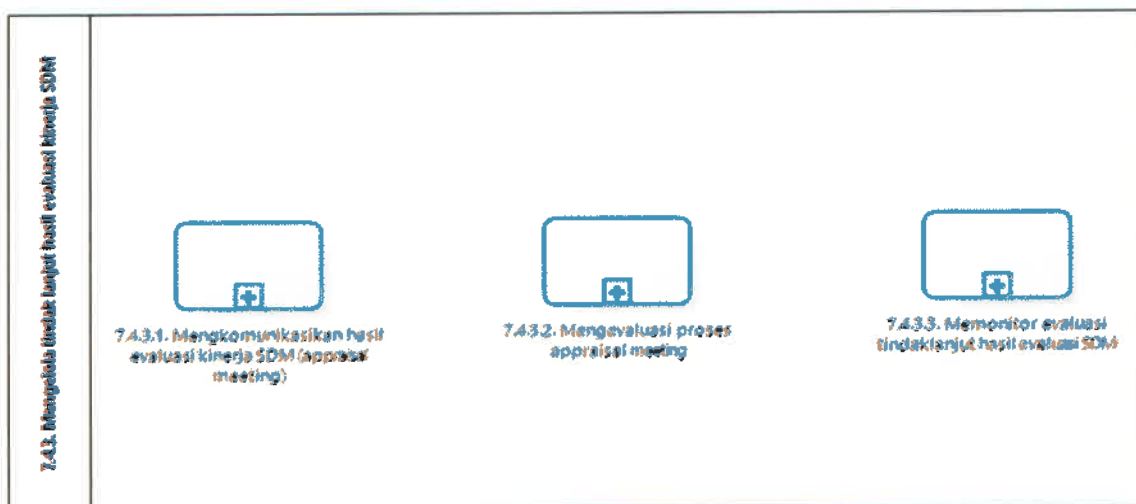 7.4.3. Mengelola tindak lanjut hasil evaluasi kinerja SDM
7.4.3.1. Mengkomunikasikan hasil
evaluasi kinerja SDM (appraisal
meeting)
7.4.3.2. Mengevaluasi proses
appraisal meeting
7.4.3.3. Memonitor evaluasi
tindaklanjut hasil evaluasi SDM